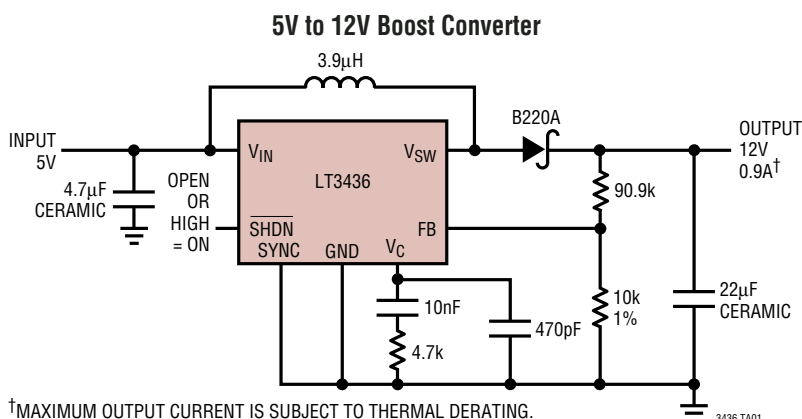 5V to 12V Boost Converter
3.9µH
B220A
INPUT
5V
OUTPUT
12V
0.9A†
VIN
VSW
LT3436
4.7µF
CERAMIC
OPEN
OR
HIGH
= ON
SHDN
SYNC
GND
VC
FB
90.9k
10k
1%
22µF
CERAMIC
10nF
4.7k
470pF
†MAXIMUM OUTPUT CURRENT IS SUBJECT TO THERMAL DERATING.
3436 TA01